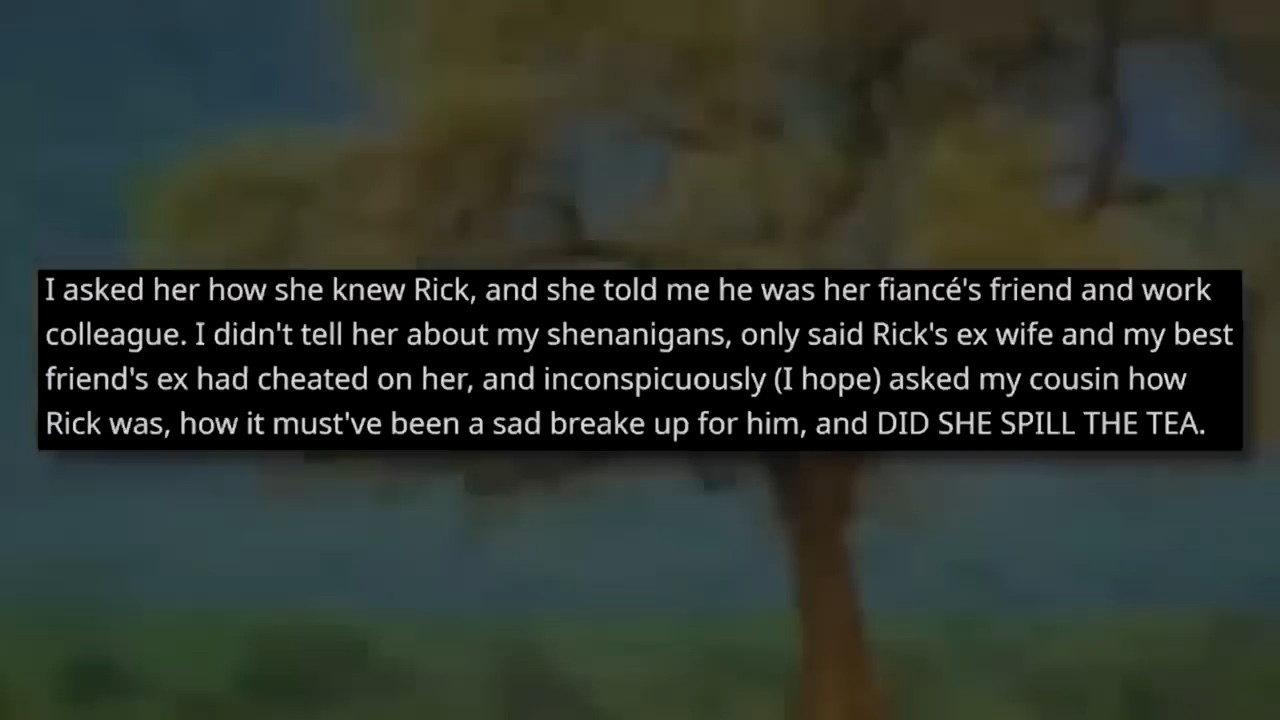 I asked her how she knew Rick, and she told me he was her fiancé's friend and work
colleague. I didn't tell her about my shenanigans, only said Rick's ex wife and my best
friend's ex had cheated on her, and inconspicuously (I hope) asked my cousin how
Rick was, how it must've been a sad breake up for him, and DID SHE SPILL THE TEA.